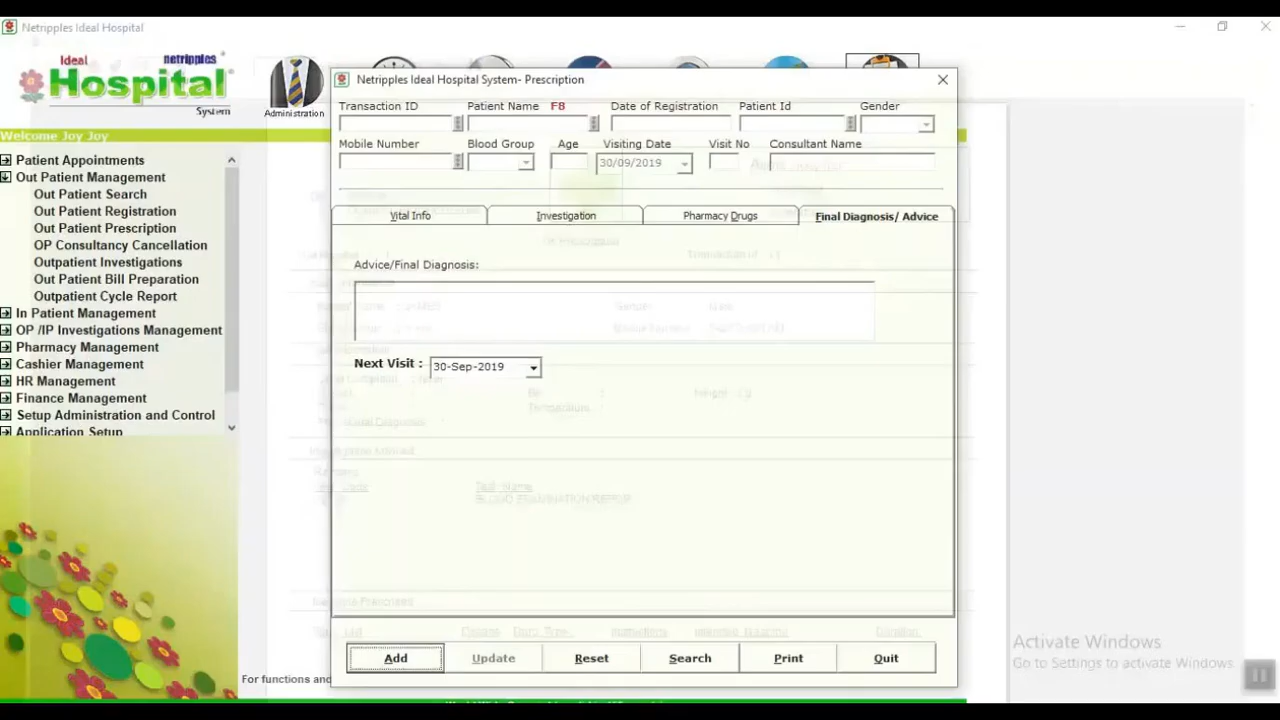 Netripples Ideal Hospital
Ideal netripples
Hospital
System
Administration
Welcome Joy Joy
Patient Appointments
Out Patient Management
Out Patient Search
Out Patient Registration
Out Patient Prescription
OP Consultancy Cancellation
Outpatient Investigations
Out Patient Bill Preparation
Outpatient Cycle Report
In Patient Management
OP /IP Investigations Management
Pharmacy Management
Cashier Management
HR Management
Finance Management
Setup Administration and Control
Application Setup
Netripples Ideal Hospital System- Prescription
Transaction ID Patient Name F8 Date of Registration Patient Id Gender
Mobile Number Blood Group Age Visiting Date Visit No Consultant Name
30/09/2019
Vital Info Investigation Pharmacy Drugs Final Diagnosis/ Advice
Advice/Final Diagnosis:
Next Visit : 30-Sep-2019
Test Name
BLOOD EXAMINATION REPOR
Add Update Reset Search Print Quit
For functions and
Activate Windows
Go to Settings to activate Windows.